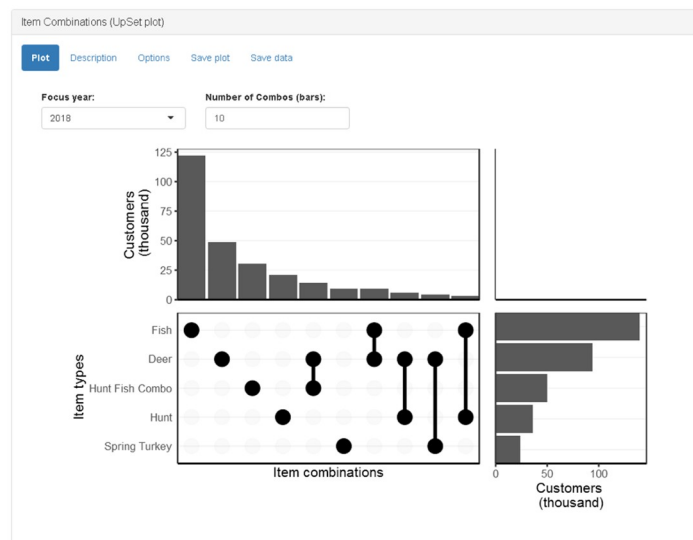 Item Combinations (UpSet plot)
Plot Description Options Save plot Save data
Focus year: Number of Combos (bars):
2018 10
125
100
75
50
25
0
Customers
(thousand)
Fish
Deer
Hunt Fish Combo
Hunt
Spring Turkey
Item types
Item combinations
0 50 100
Customers
(thousand)